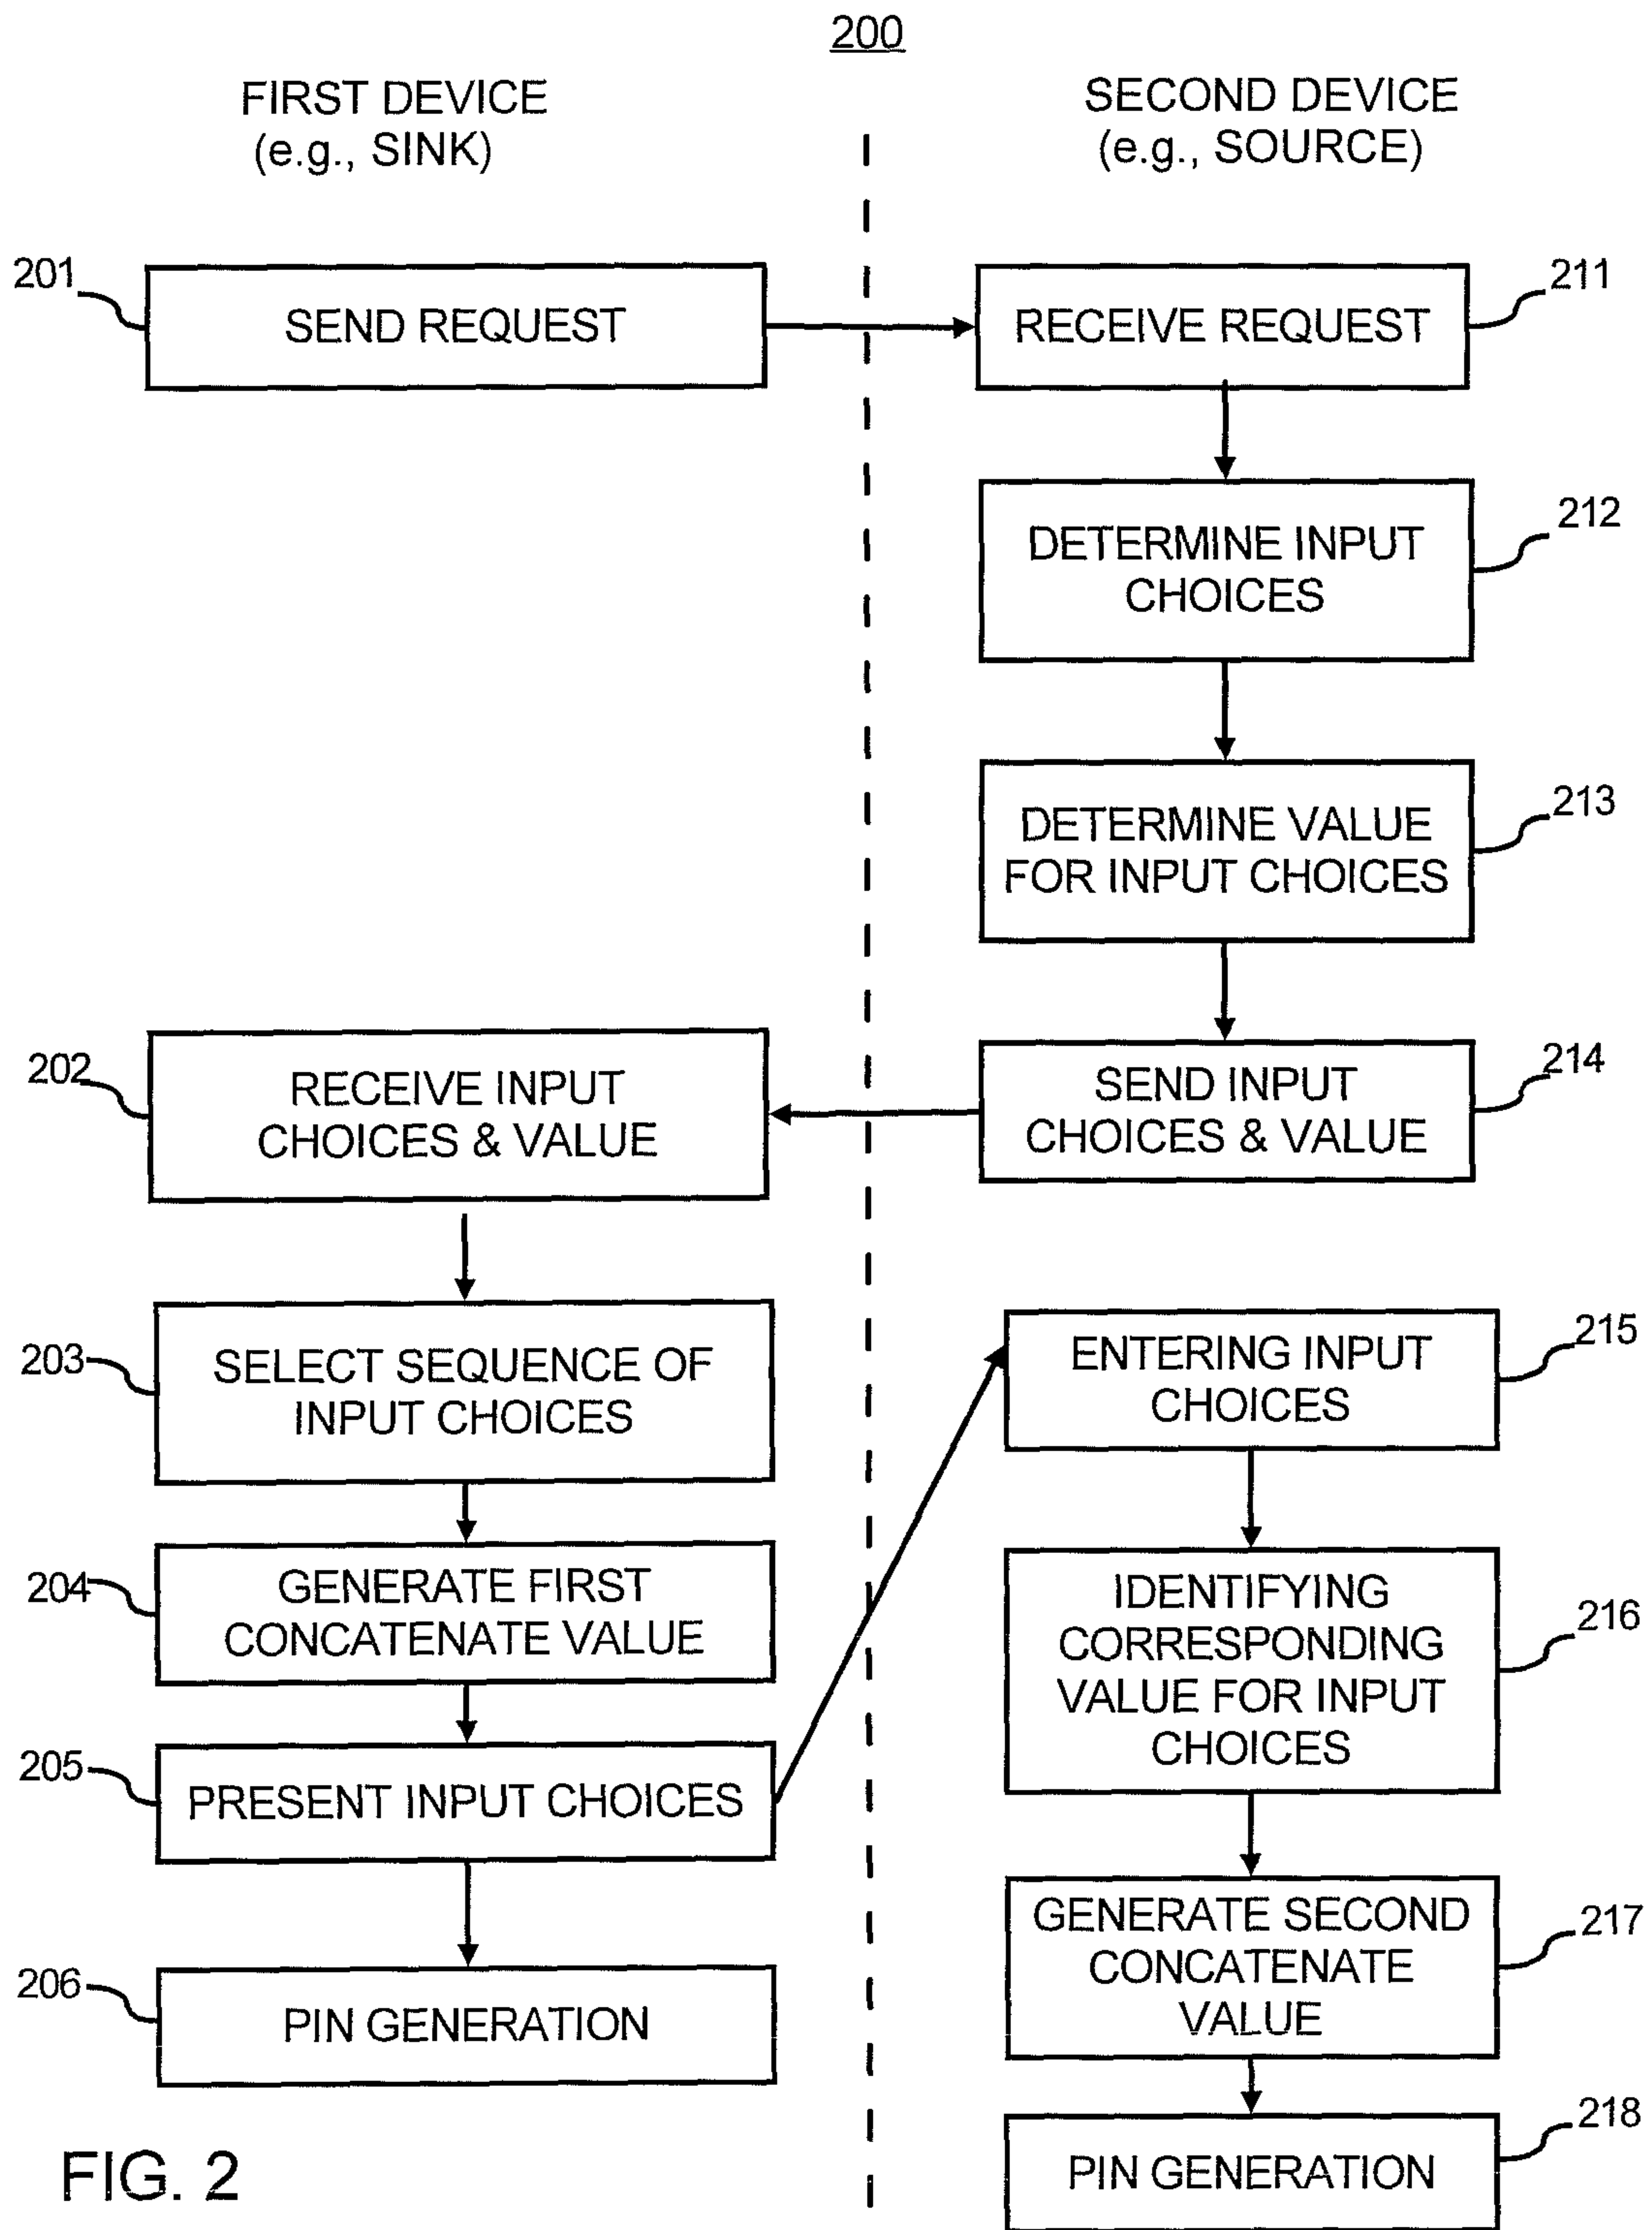 200
FIRST DEVICE
(e.g., SINK)
SECOND DEVICE
(e.g., SOURCE)
201
SEND REQUEST
RECEIVE REQUEST
211
DETERMINE INPUT
CHOICES
212
DETERMINE VALUE
FOR INPUT CHOICES
213
202
RECEIVE INPUT
CHOICES & VALUE
SEND INPUT
CHOICES & VALUE
214
203
SELECT SEQUENCE OF
INPUT CHOICES
ENTERING INPUT
CHOICES
215
204
GENERATE FIRST
CONCATENATE VALUE
IDENTIFYING
CORRESPONDING
VALUE FOR INPUT
CHOICES
216
205
PRESENT INPUT CHOICES
GENERATE SECOND
CONCATENATE
VALUE
217
206
PIN GENERATION
PIN GENERATION
218
FIG. 2